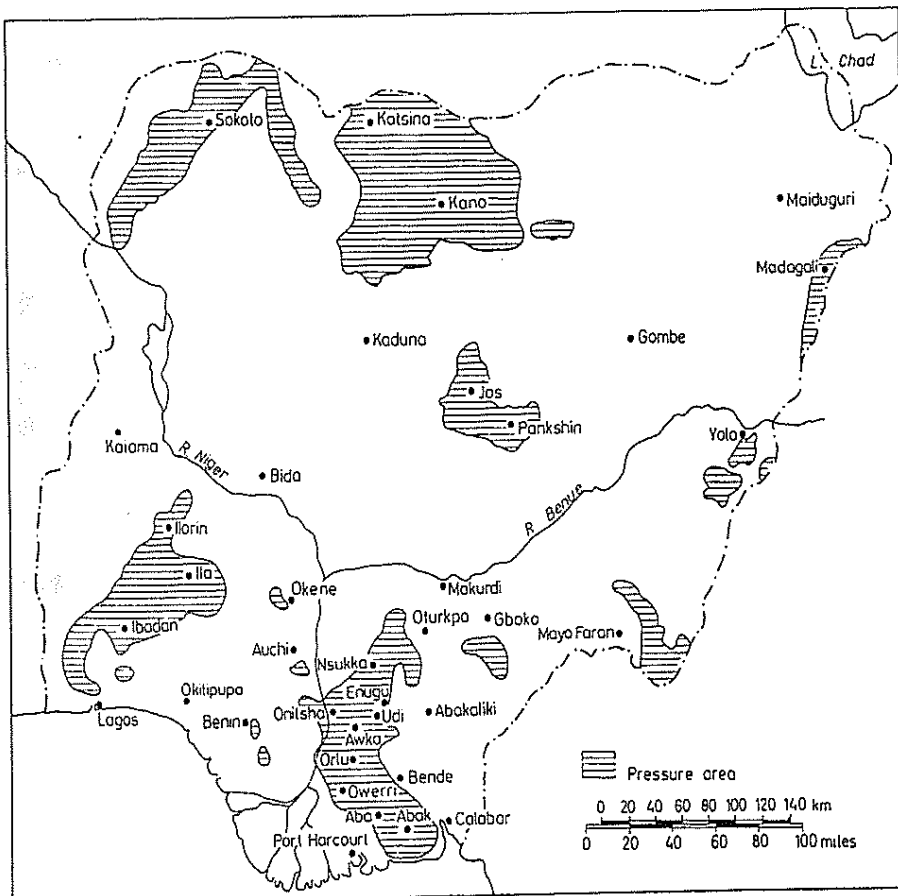 L. Chad
Sokoto
Katsina
Kano
Maiduguri
Madagali
Kaduna
Gombe
Jos
Pankshin
Yola
Kaiama
R. Niger
Bida
R. Benue
Ilorin
Ila
Okene
Makurdi
Ibadan
Oturkpo
Gboko
Mayo Faran
Auchi
Nsukka
Enugu
Okitipupa
Onitsha
Udi
Abakaliki
Lagos
Benin
Awka
Orlu
Bende
Pressure area
Owerri
Aba
Abak
Calabar
Port Harcourt
0 20 40 60 80 100 120 140 km
0 20 40 60 80 100 miles